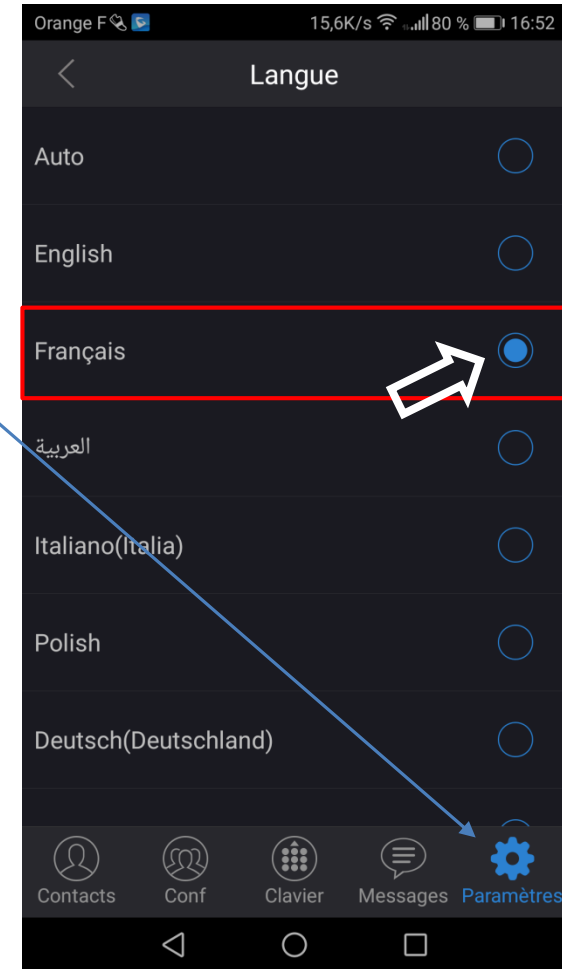 Orange F 15,6K/s 80 % 16:52
Langue
Auto
English
Français
العربية
Italiano(Italia)
Polish
Deutsch(Deutschland)
Contacts Conf Clavier Messages Paramètres